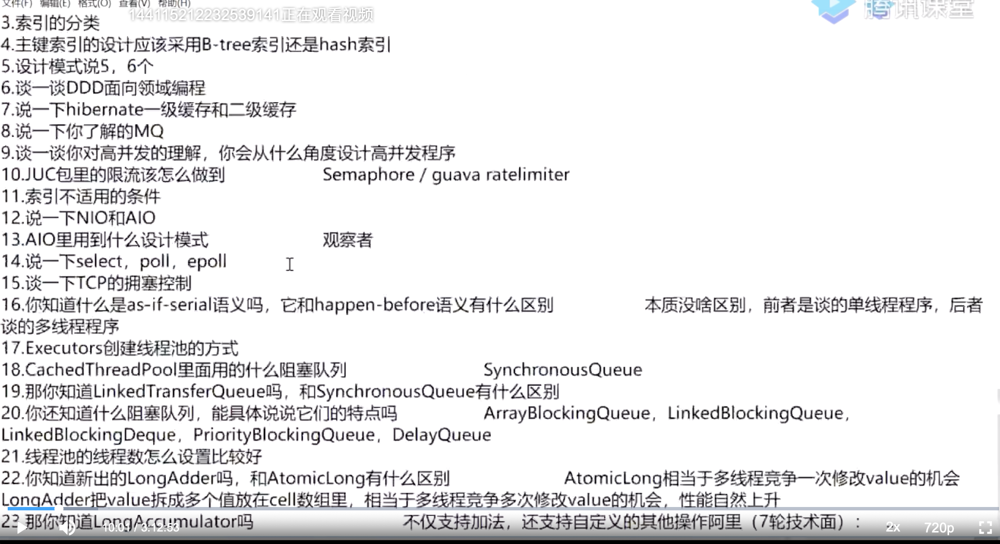 文件(F) 编辑(E) 格式(O) 查看(V) 帮助(H)
144115212232539141正在观看视频
腾讯课堂
3.索引的分类
4.主键索引的设计应该采用B-tree索引还是hash索引
5.设计模式说5，6个
6.谈一谈DDD面向领域编程
7.说一下hibernate一级缓存和二级缓存
8.说一下你了解的MQ
9.谈一谈你对高并发的理解，你会从什么角度设计高并发程序
10.JUC包里的限流该怎么做到 Semaphore / guava ratelimiter
11.索引不适用的条件
12.说一下NIO和AIO
13.AIO里用到什么设计模式 观察者
14.说一下select，poll，epoll
15.谈一下TCP的拥塞控制
16.你知道什么是as-if-serial语义吗，它和happen-before语义有什么区别 本质没啥区别，前者是谈的单线程程序，后者
谈的多线程程序
17.Executors创建线程池的方式
18.CachedThreadPool里面用的什么阻塞队列 SynchronousQueue
19.那你知道LinkedTransferQueue吗，和SynchronousQueue有什么区别
20.你还知道什么阻塞队列，能具体说说它们的特点吗 ArrayBlockingQueue，LinkedBlockingQueue，
LinkedBlockingDeque，PriorityBlockingQueue，DelayQueue
21.线程池的线程数怎么设置比较好
22.你知道新出的LongAdder吗，和AtomicLong有什么区别 AtomicLong相当于多线程竞争一次修改value的机会
LongAdder把value拆成多个值放在cell数组里，相当于多线程竞争多次修改value的机会，性能自然上升
23.那你知道LongAccumulator吗 不仅支持加法，还支持自定义的其他操作阿里（7轮技术面）：
10:01 / 3:12:53 2x 720p